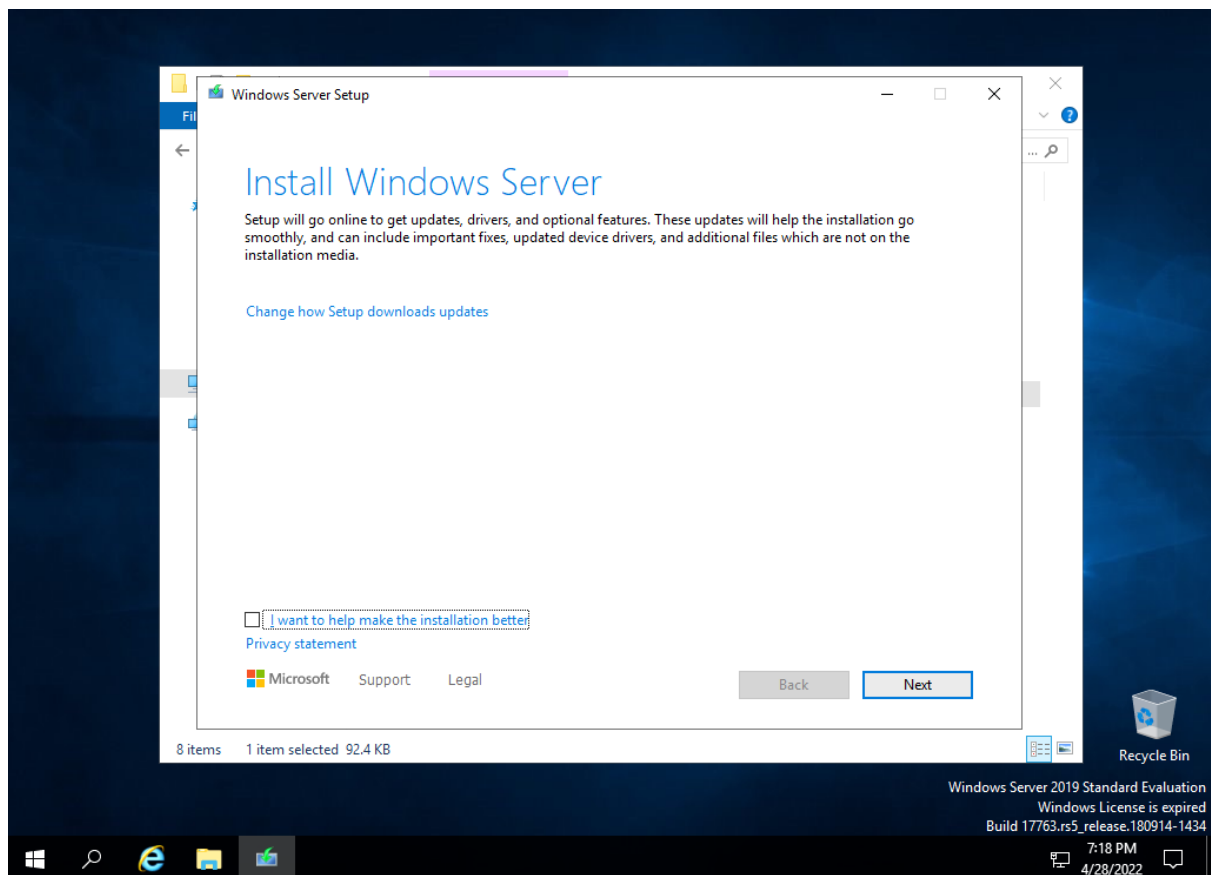 Windows Server Setup
Fil
Install Windows Server
Setup will go online to get updates, drivers, and optional features. These updates will help the installation go
smoothly, and can include important fixes, updated device drivers, and additional files which are not on the
installation media.
Change how Setup downloads updates
I want to help make the installation better
Privacy statement
Microsoft Support Legal
Back Next
8 items 1 item selected 92.4 KB
Recycle Bin
Windows Server 2019 Standard Evaluation
Windows License is expired
Build 17763.rs5_release.180914-1434
7:18 PM
4/28/2022